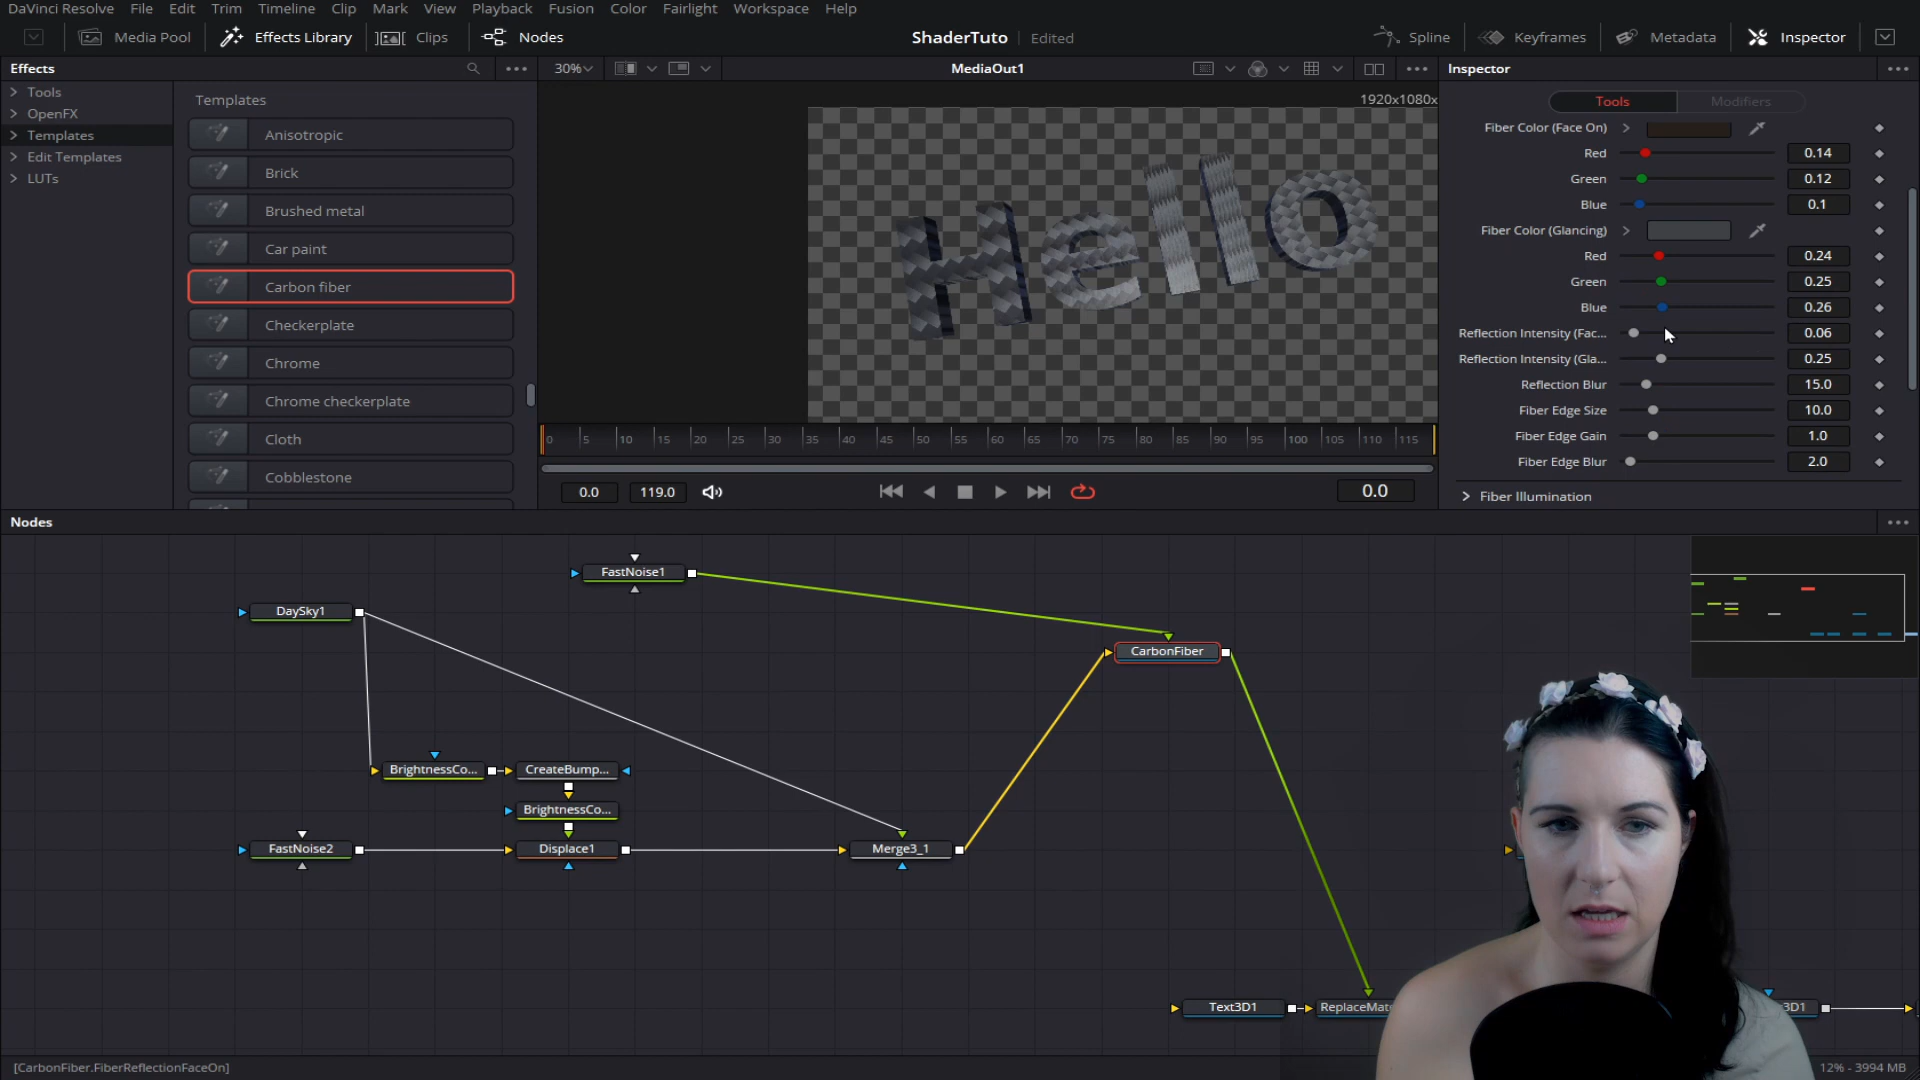 DaVinci Resolve File Edit Trim Timeline Clip Mark View Playback Fusion Color Fairlight Workspace Help
Media Pool Effects Library Clips Nodes ShaderTuto Edited Spline Keyframes Metadata Inspector
Effects
Tools
OpenFX
Templates
Edit Templates
LUTs
Templates
Anisotropic
Brick
Brushed metal
Car paint
Carbon fiber
Checkerplate
Chrome
Chrome checkerplate
Cloth
Cobblestone
30% MediaOut1
1920x1080x
Hello
0 5 10 15 20 25 30 35 40 45 50 55 60 65 70 75 80 85 90 95 100 105 110 115
0.0 119.0 0.0
Inspector
Tools Modifiers
Fiber Color (Face On)
Red 0.14
Green 0.12
Blue 0.1
Fiber Color (Glancing)
Red 0.24
Green 0.25
Blue 0.26
Reflection Intensity (Fac... 0.06
Reflection Intensity (Gla... 0.25
Reflection Blur 15.0
Fiber Edge Size 10.0
Fiber Edge Gain 1.0
Fiber Edge Blur 2.0
Fiber Illumination
Nodes
FastNoise1
DaySky1
CarbonFiber
BrightnessCo... CreateBump...
BrightnessCo...
FastNoise2 Displace1 Merge3_1
Text3D1 ReplaceMat 3D1
[CarbonFiber.FiberReflectionFaceOn] 12% - 3994 MB